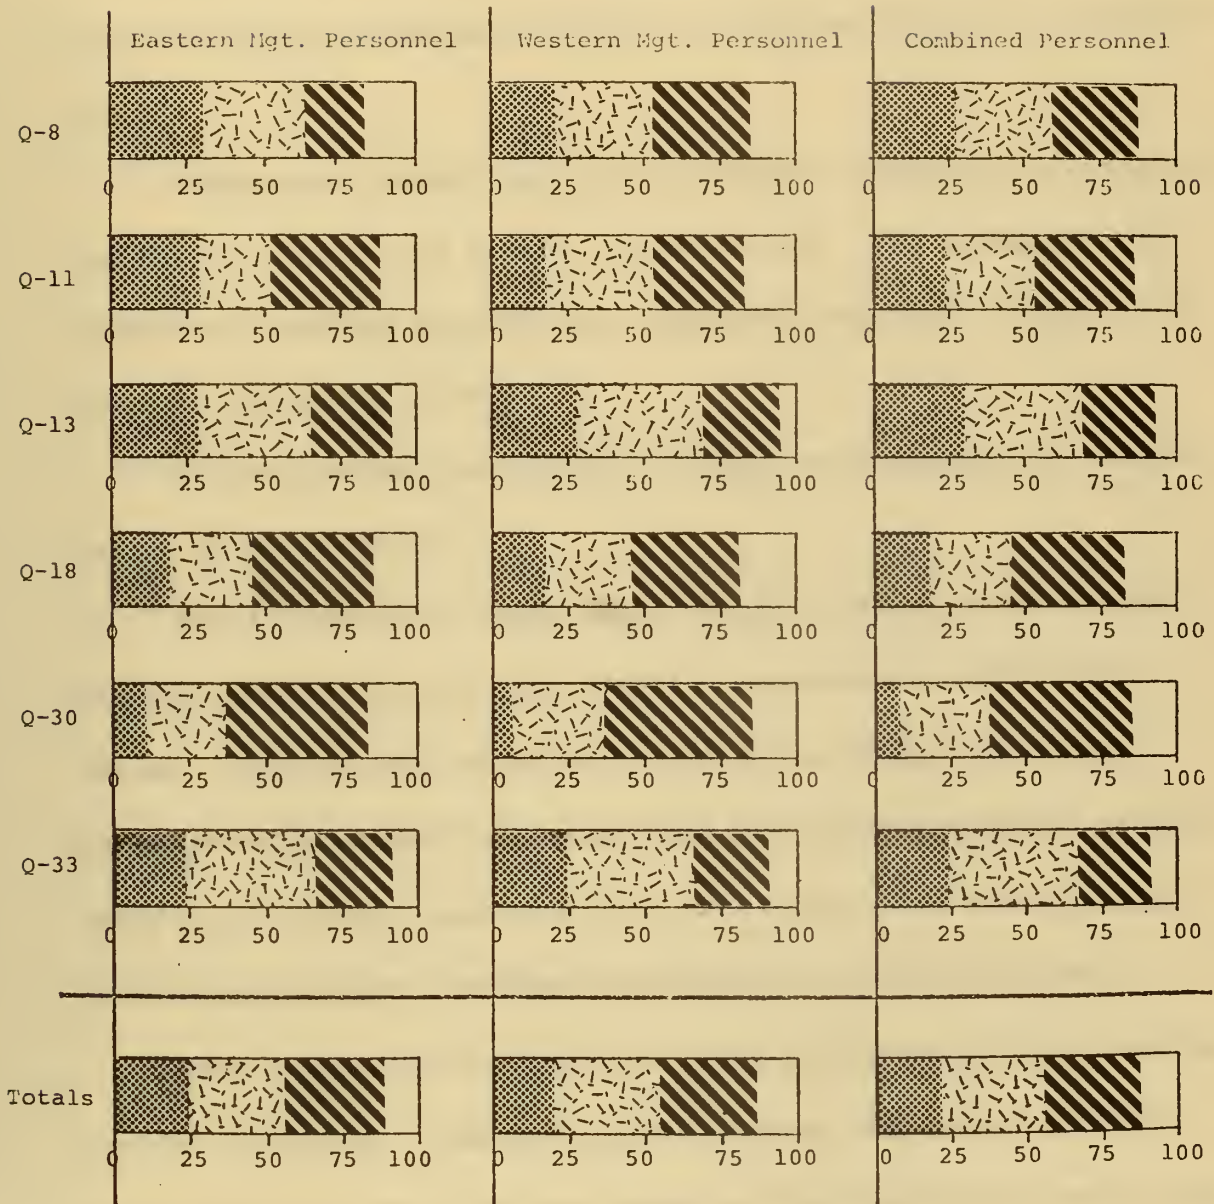 Eastern Mgt. Personnel Western Mgt. Personnel Combined Personnel
Q-8
0 25 50 75 100 0 25 50 75 100 0 25 50 75 100
Q-11
0 25 50 75 100 0 25 50 75 100 0 25 50 75 100
Q-13
0 25 50 75 100 0 25 50 75 100 0 25 50 75 100
Q-18
0 25 50 75 100 0 25 50 75 100 0 25 50 75 100
Q-30
0 25 50 75 100 0 25 50 75 100 0 25 50 75 100
Q-33
0 25 50 75 100 0 25 50 75 100 0 25 50 75 100
Totals
0 25 50 75 100 0 25 50 75 100 0 25 50 75 100